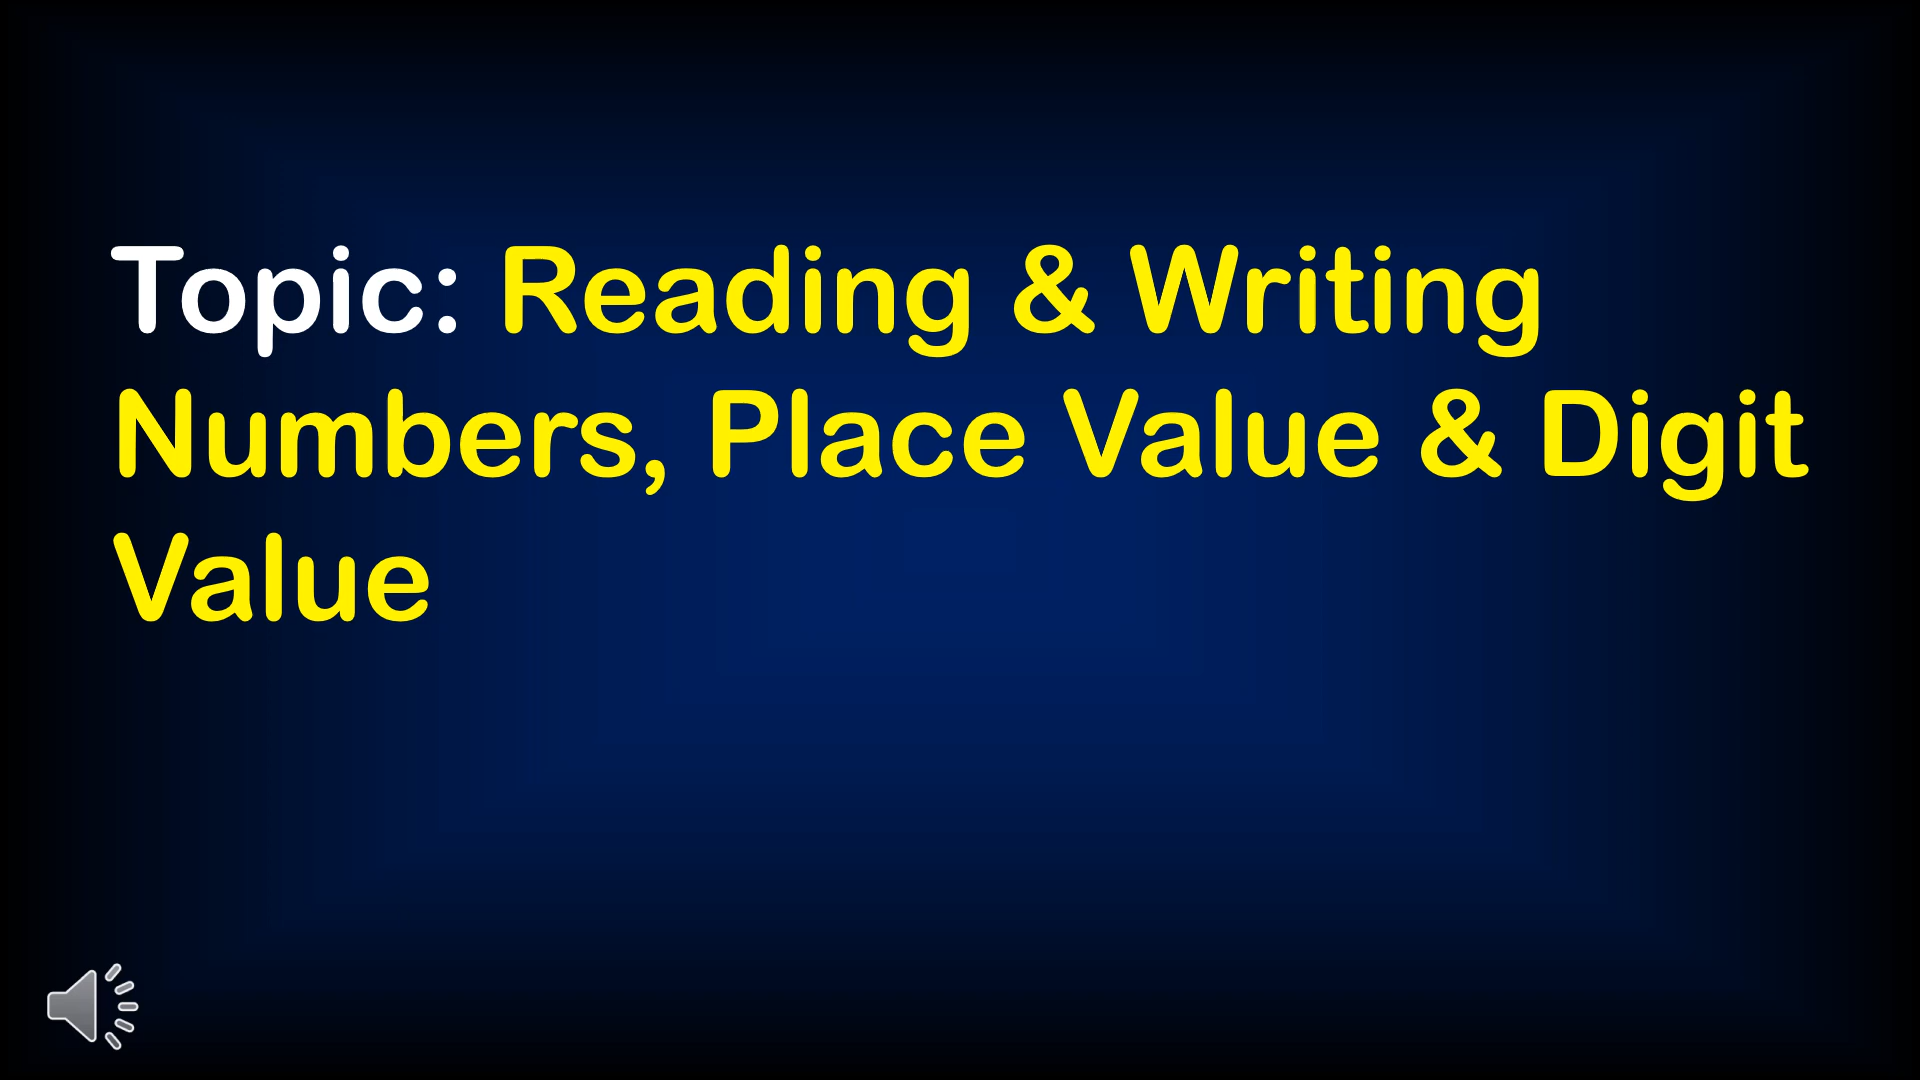 Topic: Reading & Writing
Numbers, Place Value & Digit
Value